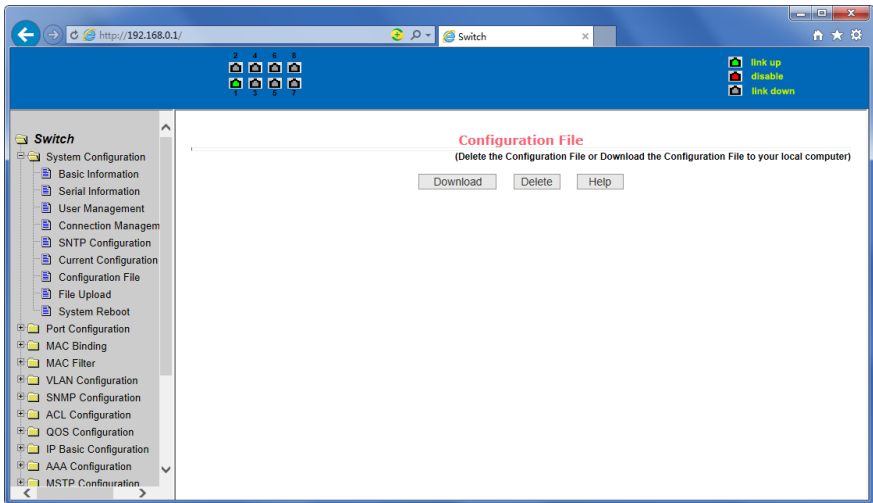 http://192.168.0.1/
Switch
2 4 6 8
1 3 5 7
link up
disable
link down
Switch
System Configuration
Basic Information
Serial Information
User Management
Connection Managem
SNTP Configuration
Current Configuration
Configuration File
File Upload
System Reboot
Port Configuration
MAC Binding
MAC Filter
VLAN Configuration
SNMP Configuration
ACL Configuration
QOS Configuration
IP Basic Configuration
AAA Configuration
MSTP Configuration
Configuration File
(Delete the Configuration File or Download the Configuration File to your local computer)
Download Delete Help